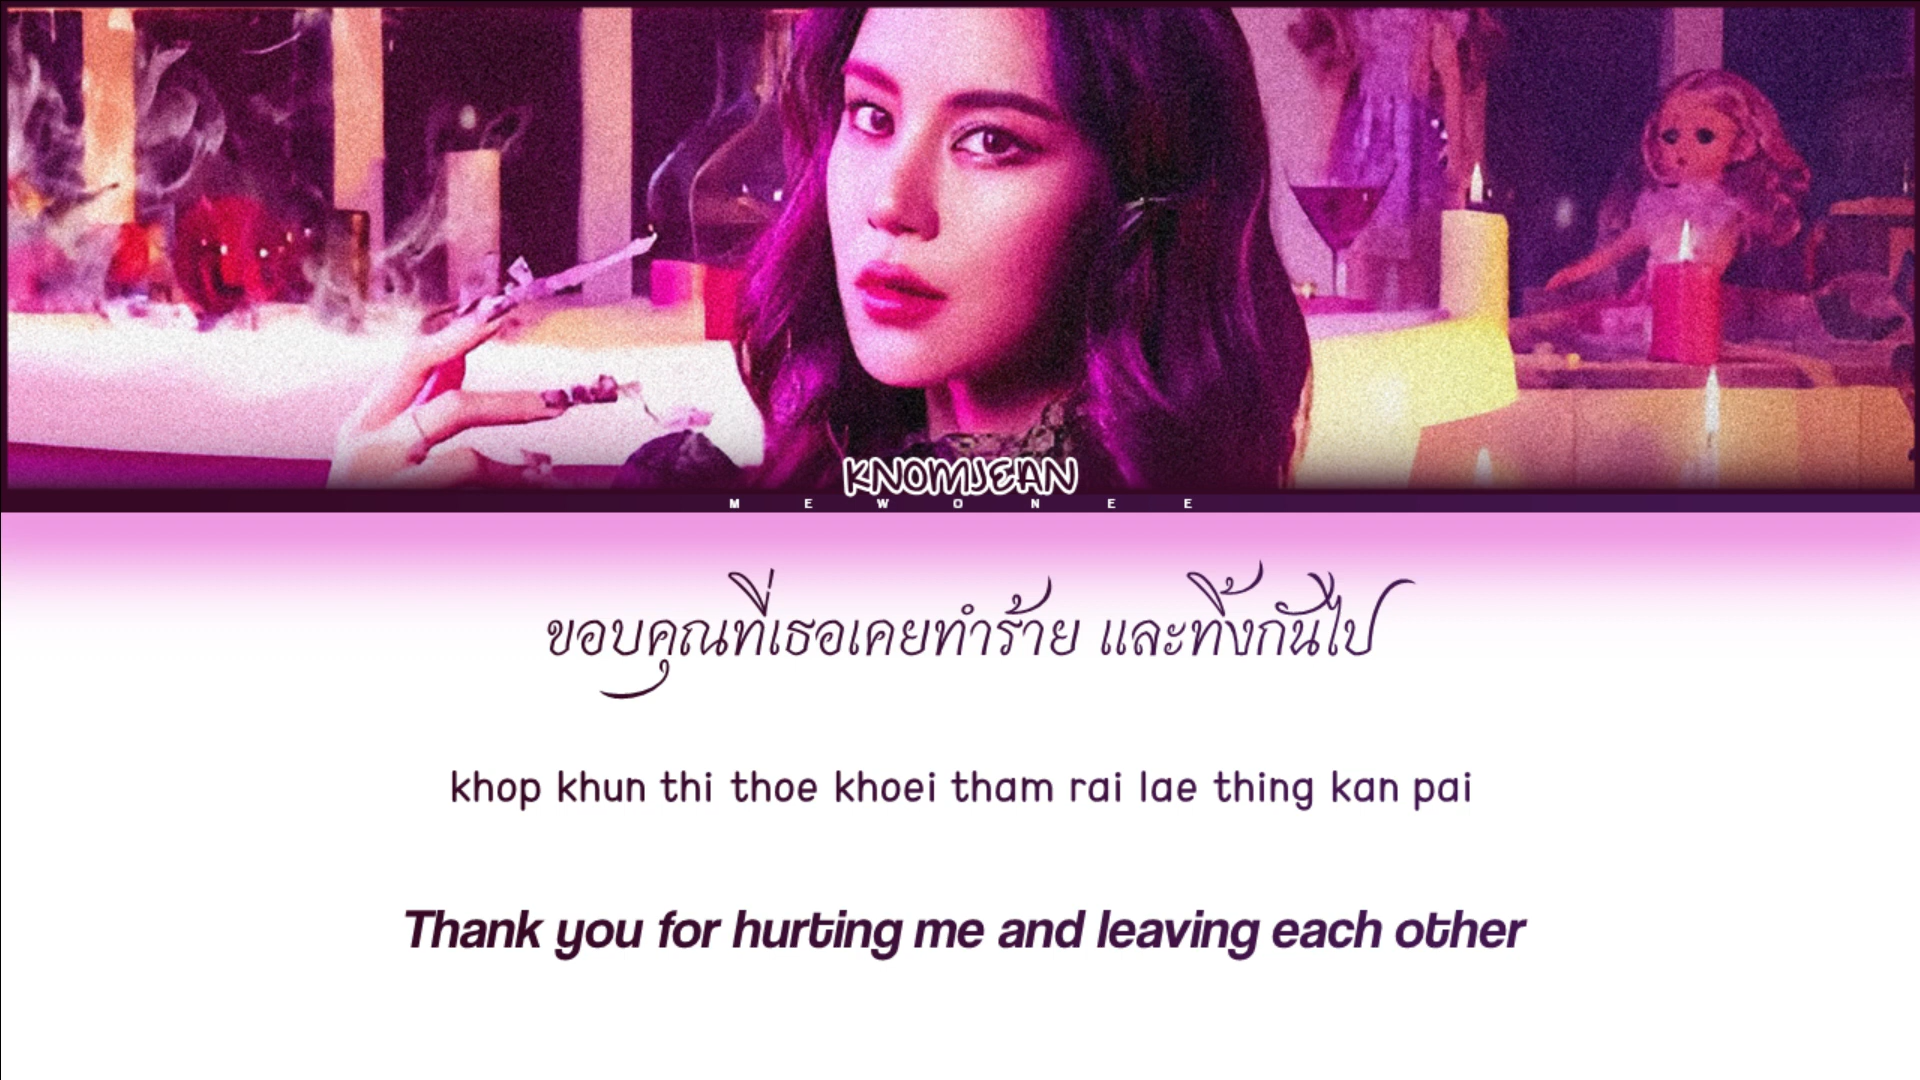 KNOMJEAN
MEWONEE
ขอบคุณที่เธอเคยทำร้าย และทิ้งกันไป
khop khun thi thoe khoei tham rai lae thing kan pai
Thank you for hurting me and leaving each other